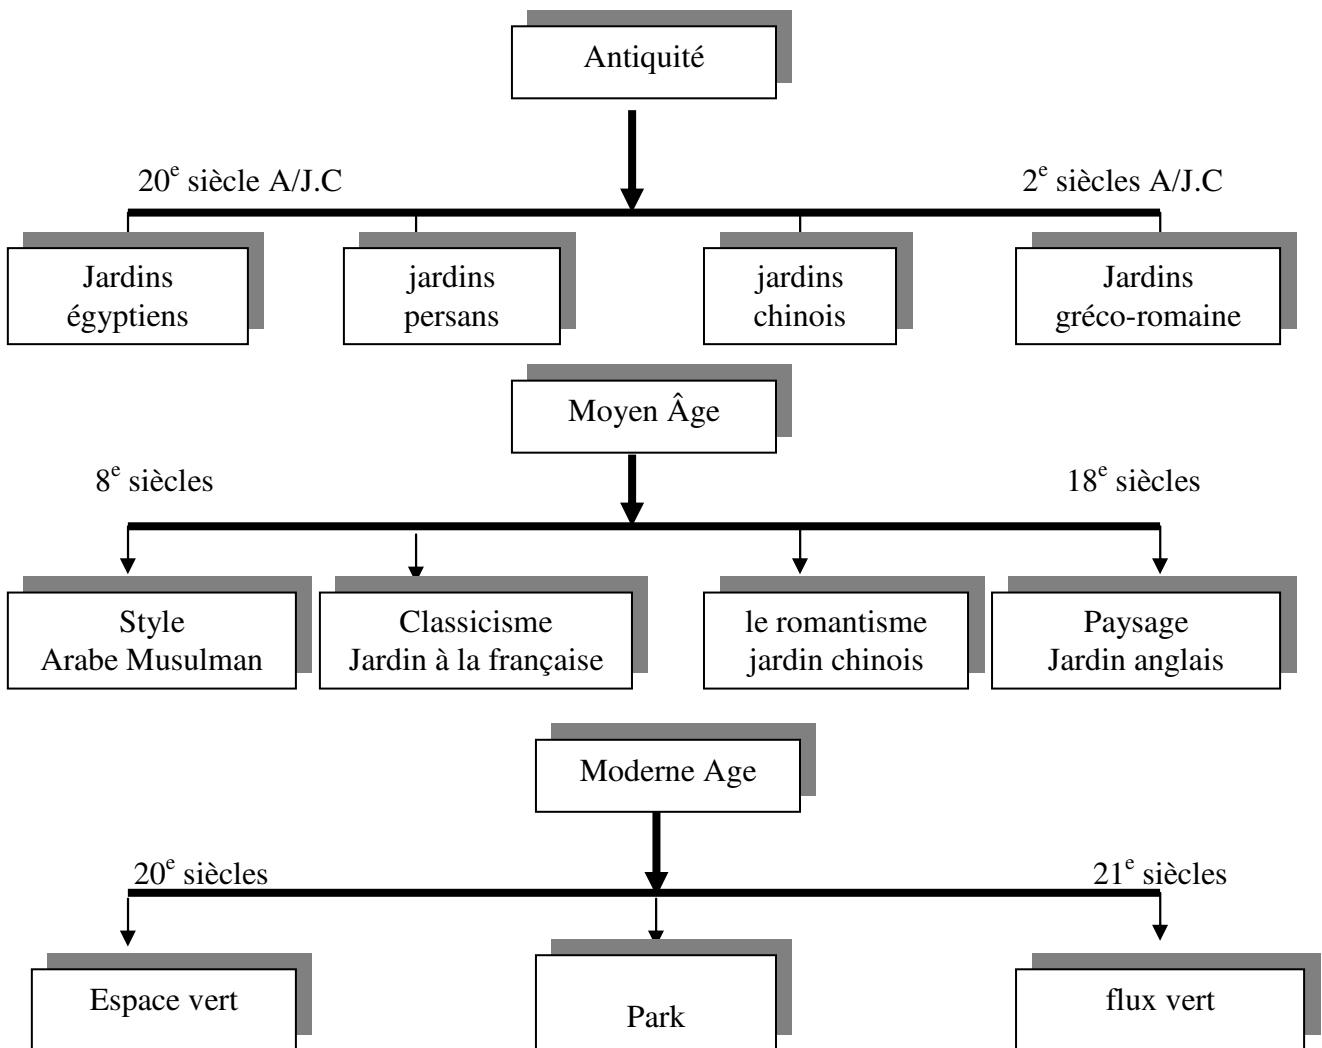 Antiquité
20e siècle A/J.C
2e siècles A/J.C
Jardins
égyptiens
jardins
persans
jardins
chinois
Jardins
gréco-romaine
Moyen Âge
8e siècles
18e siècles
Style
Arabe Musulman
Classicisme
Jardin à la française
le romantisme
jardin chinois
Paysage
Jardin anglais
Moderne Age
20e siècles
21e siècles
Espace vert
Park
flux vert